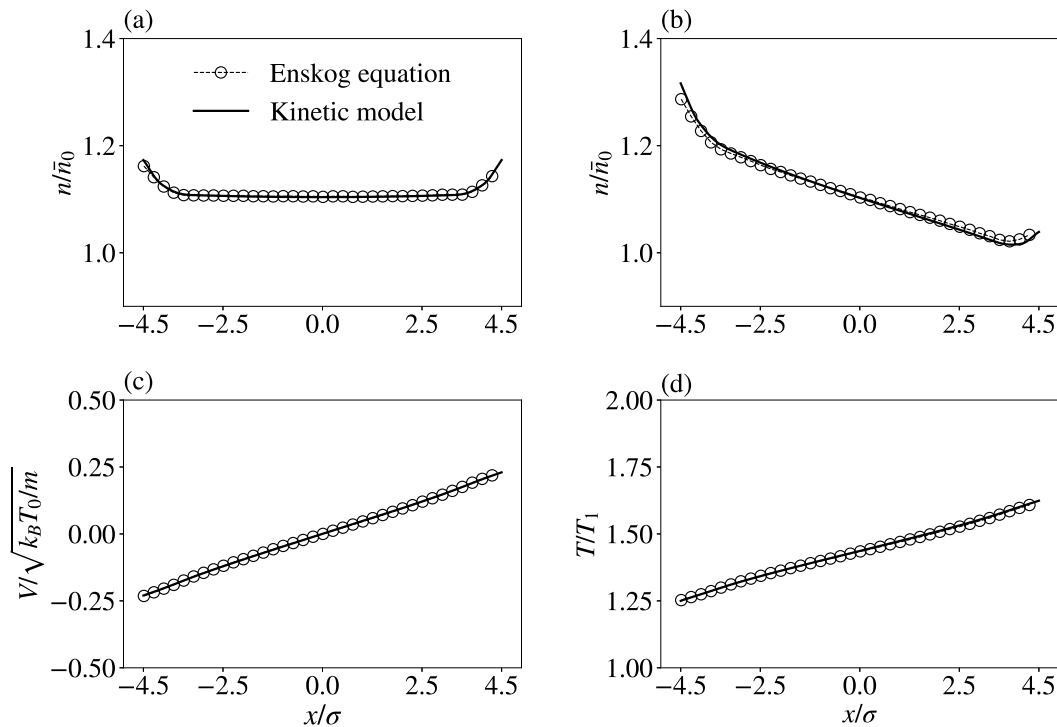 (a)
1.4
1.2
1.0
n/n̄₀
Enskog equation
Kinetic model
−4.5 −2.5 0.0 2.5 4.5
(b)
1.4
1.2
1.0
n/n̄₀
−4.5 −2.5 0.0 2.5 4.5
(c)
0.50
0.25
0.00
−0.25
−0.50
V/√k_BT₀/m
−4.5 −2.5 0.0 2.5 4.5
x/σ
(d)
2.00
1.75
1.50
1.25
1.00
T/T₁
−4.5 −2.5 0.0 2.5 4.5
x/σ